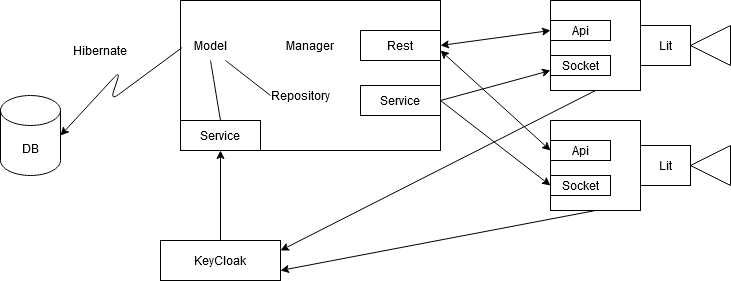 Hibernate
Model
Manager
Rest
Repository
Service
Service
DB
KeyCloak
Api
Socket
Lit
Api
Socket
Lit